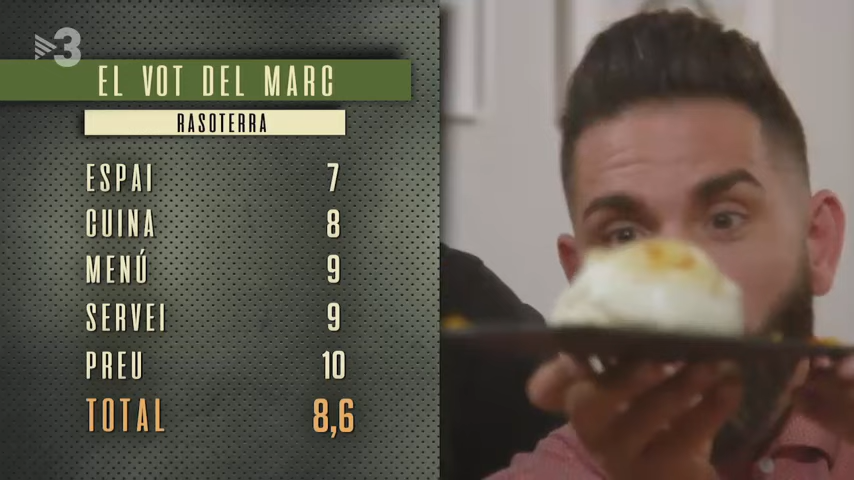 3
EL VOT DEL MARC
RASOTERRA
ESPAI 7
CUINA 8
MENÚ 9
SERVEI 9
PREU 10
TOTAL 8,6